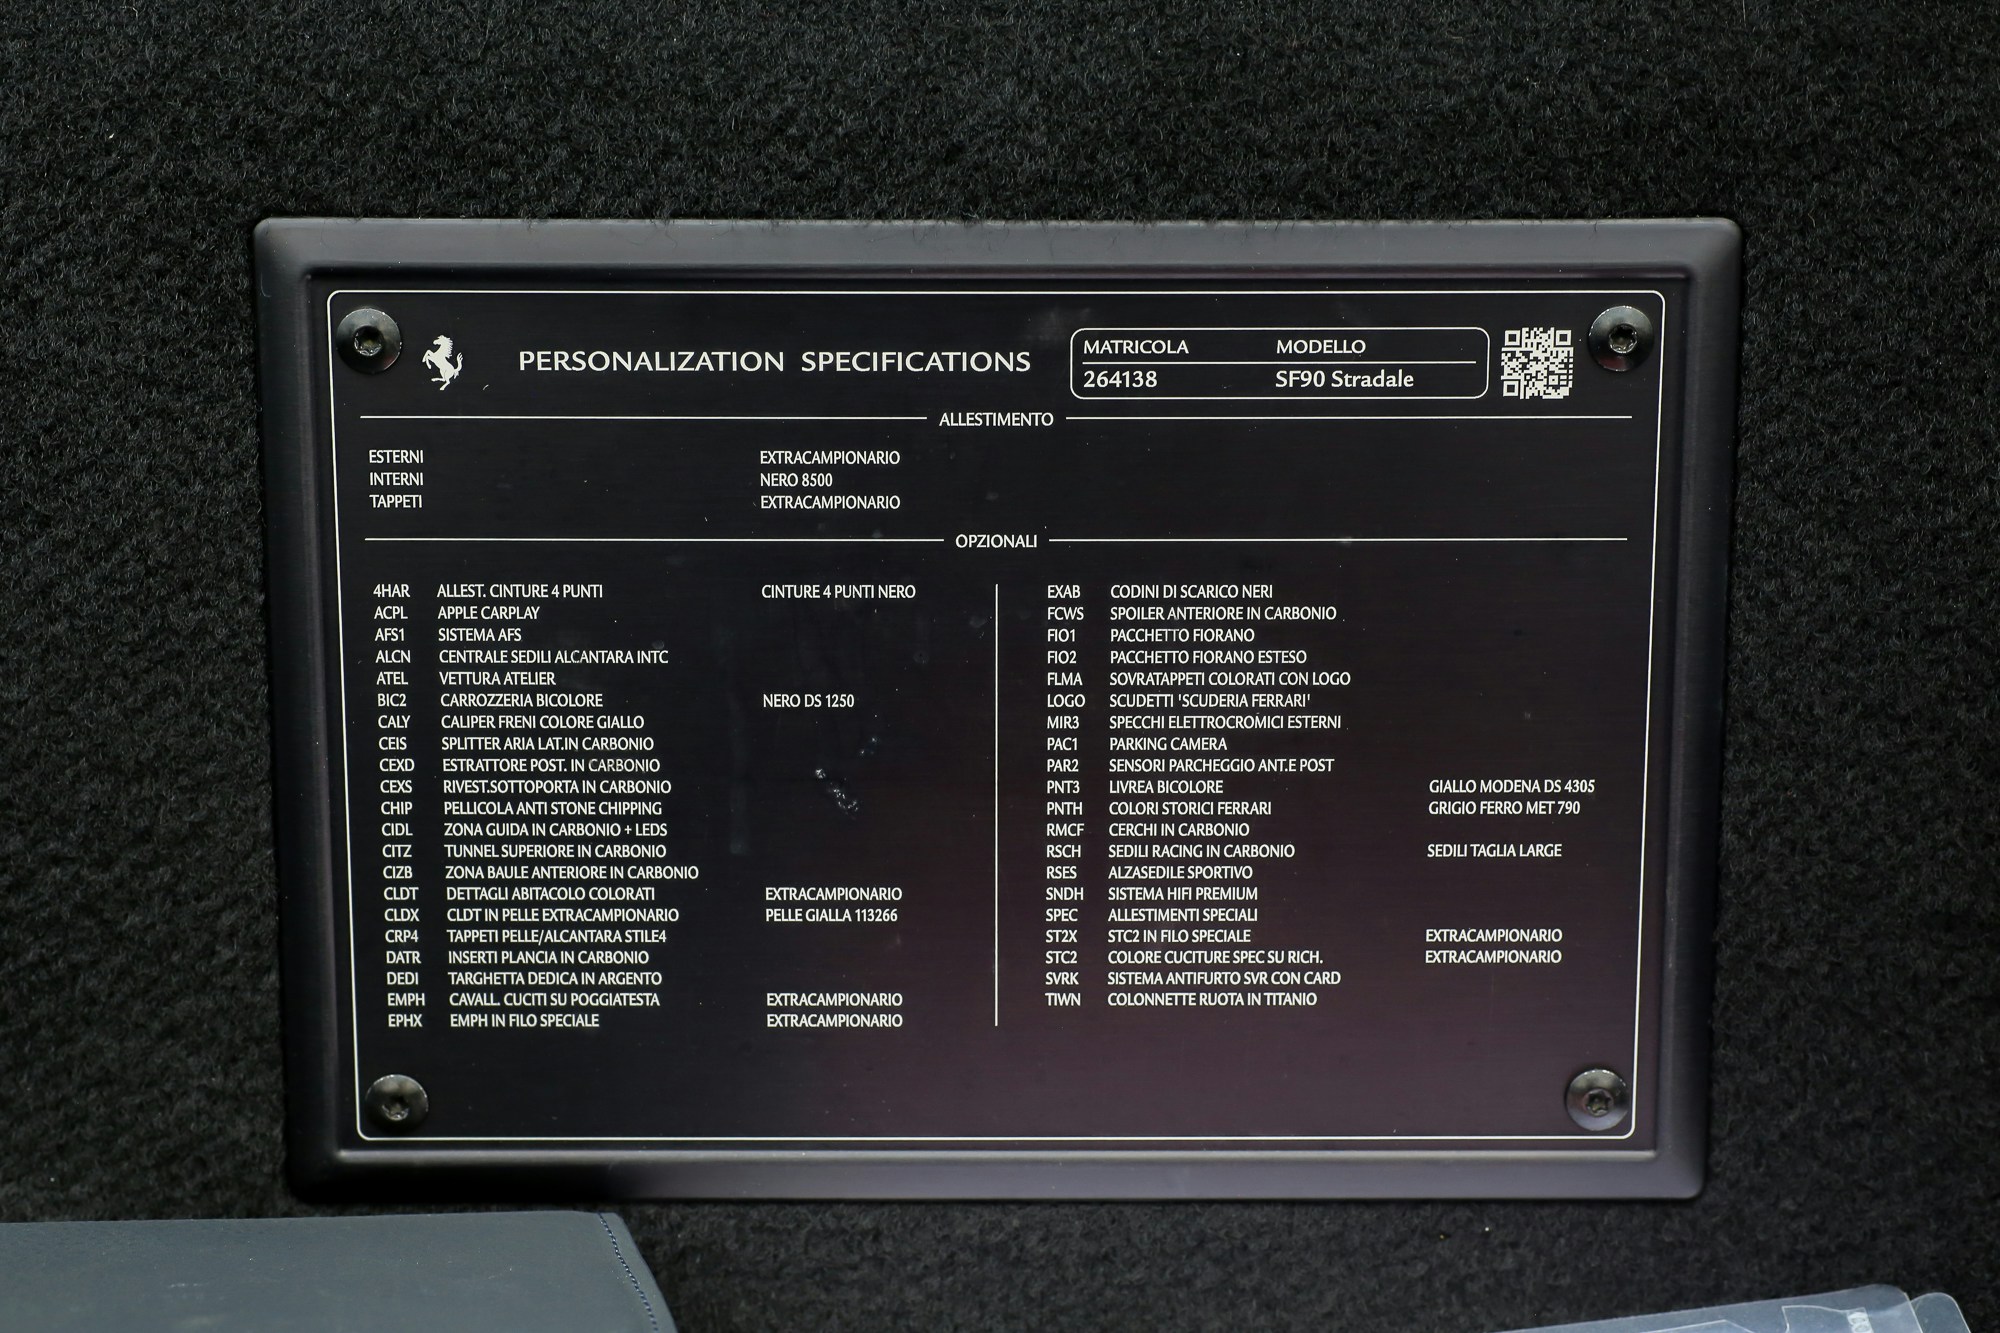 PERSONALIZATION SPECIFICATIONS
MATRICOLA MODELLO
264138 SF90 Stradale
ALLESTIMENTO
ESTERNI EXTRACAMPIONARIO
INTERNI NERO 8500
TAPPETI EXTRACAMPIONARIO
OPZIONALI
4HAR ALLEST. CINTURE 4 PUNTI CINTURE 4 PUNTI NERO
ACPL APPLE CARPLAY
AFS1 SISTEMA AFS
ALCN CENTRALE SEDILI ALCANTARA INTC
ATEL VETTURA ATELIER
BIC2 CARROZZERIA BICOLORE NERO DS 1250
CALY CALIPER FRENI COLORE GIALLO
CEIS SPLITTER ARIA LAT.IN CARBONIO
CEXD ESTRATTORE POST. IN CARBONIO
CEXS RIVEST.SOTTOPORTA IN CARBONIO
CHIP PELLICOLA ANTI STONE CHIPPING
CIDL ZONA GUIDA IN CARBONIO + LEDS
CITZ TUNNEL SUPERIORE IN CARBONIO
CIZB ZONA BAULE ANTERIORE IN CARBONIO
CLDT DETTAGLI ABITACOLO COLORATI EXTRACAMPIONARIO
CLDX CLDT IN PELLE EXTRACAMPIONARIO PELLE GIALLA 113266
CRP4 TAPPETI PELLE/ALCANTARA STILE4
DATR INSERTI PLANCIA IN CARBONIO
DEDI TARGHETTA DEDICA IN ARGENTO
EMPH CAVALL. CUCITI SU POGGIATESTA EXTRACAMPIONARIO
EPHX EMPH IN FILO SPECIALE EXTRACAMPIONARIO
EXAB CODINI DI SCARICO NERI
FCWS SPOILER ANTERIORE IN CARBONIO
FIO1 PACCHETTO FIORANO
FIO2 PACCHETTO FIORANO ESTESO
FLMA SOVRATAPPETI COLORATI CON LOGO
LOGO SCUDETTI 'SCUDERIA FERRARI'
MIR3 SPECCHI ELETTROCROMICI ESTERNI
PAC1 PARKING CAMERA
PAR2 SENSORI PARCHEGGIO ANT.E POST
PNT3 LIVREA BICOLORE GIALLO MODENA DS 4305
PNTH COLORI STORICI FERRARI GRIGIO FERRO MET 790
RMCF CERCHI IN CARBONIO
RSCH SEDILI RACING IN CARBONIO SEDILI TAGLIA LARGE
RSES ALZASEDILE SPORTIVO
SNDH SISTEMA HIFI PREMIUM
SPEC ALLESTIMENTI SPECIALI
ST2X STC2 IN FILO SPECIALE EXTRACAMPIONARIO
STC2 COLORE CUCITURE SPEC SU RICH. EXTRACAMPIONARIO
SVRK SISTEMA ANTIFURTO SVR CON CARD
TIWN COLONNETTE RUOTA IN TITANIO